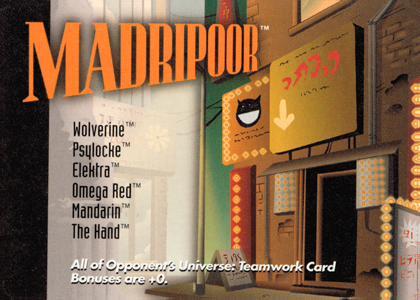 MADRIPOOR™
Wolverine™
Psylocke™
Elektra™
Omega Red™
Mandarin™
The Hand™
All of Opponent's Universe: Teamwork Card
Bonuses are +0.